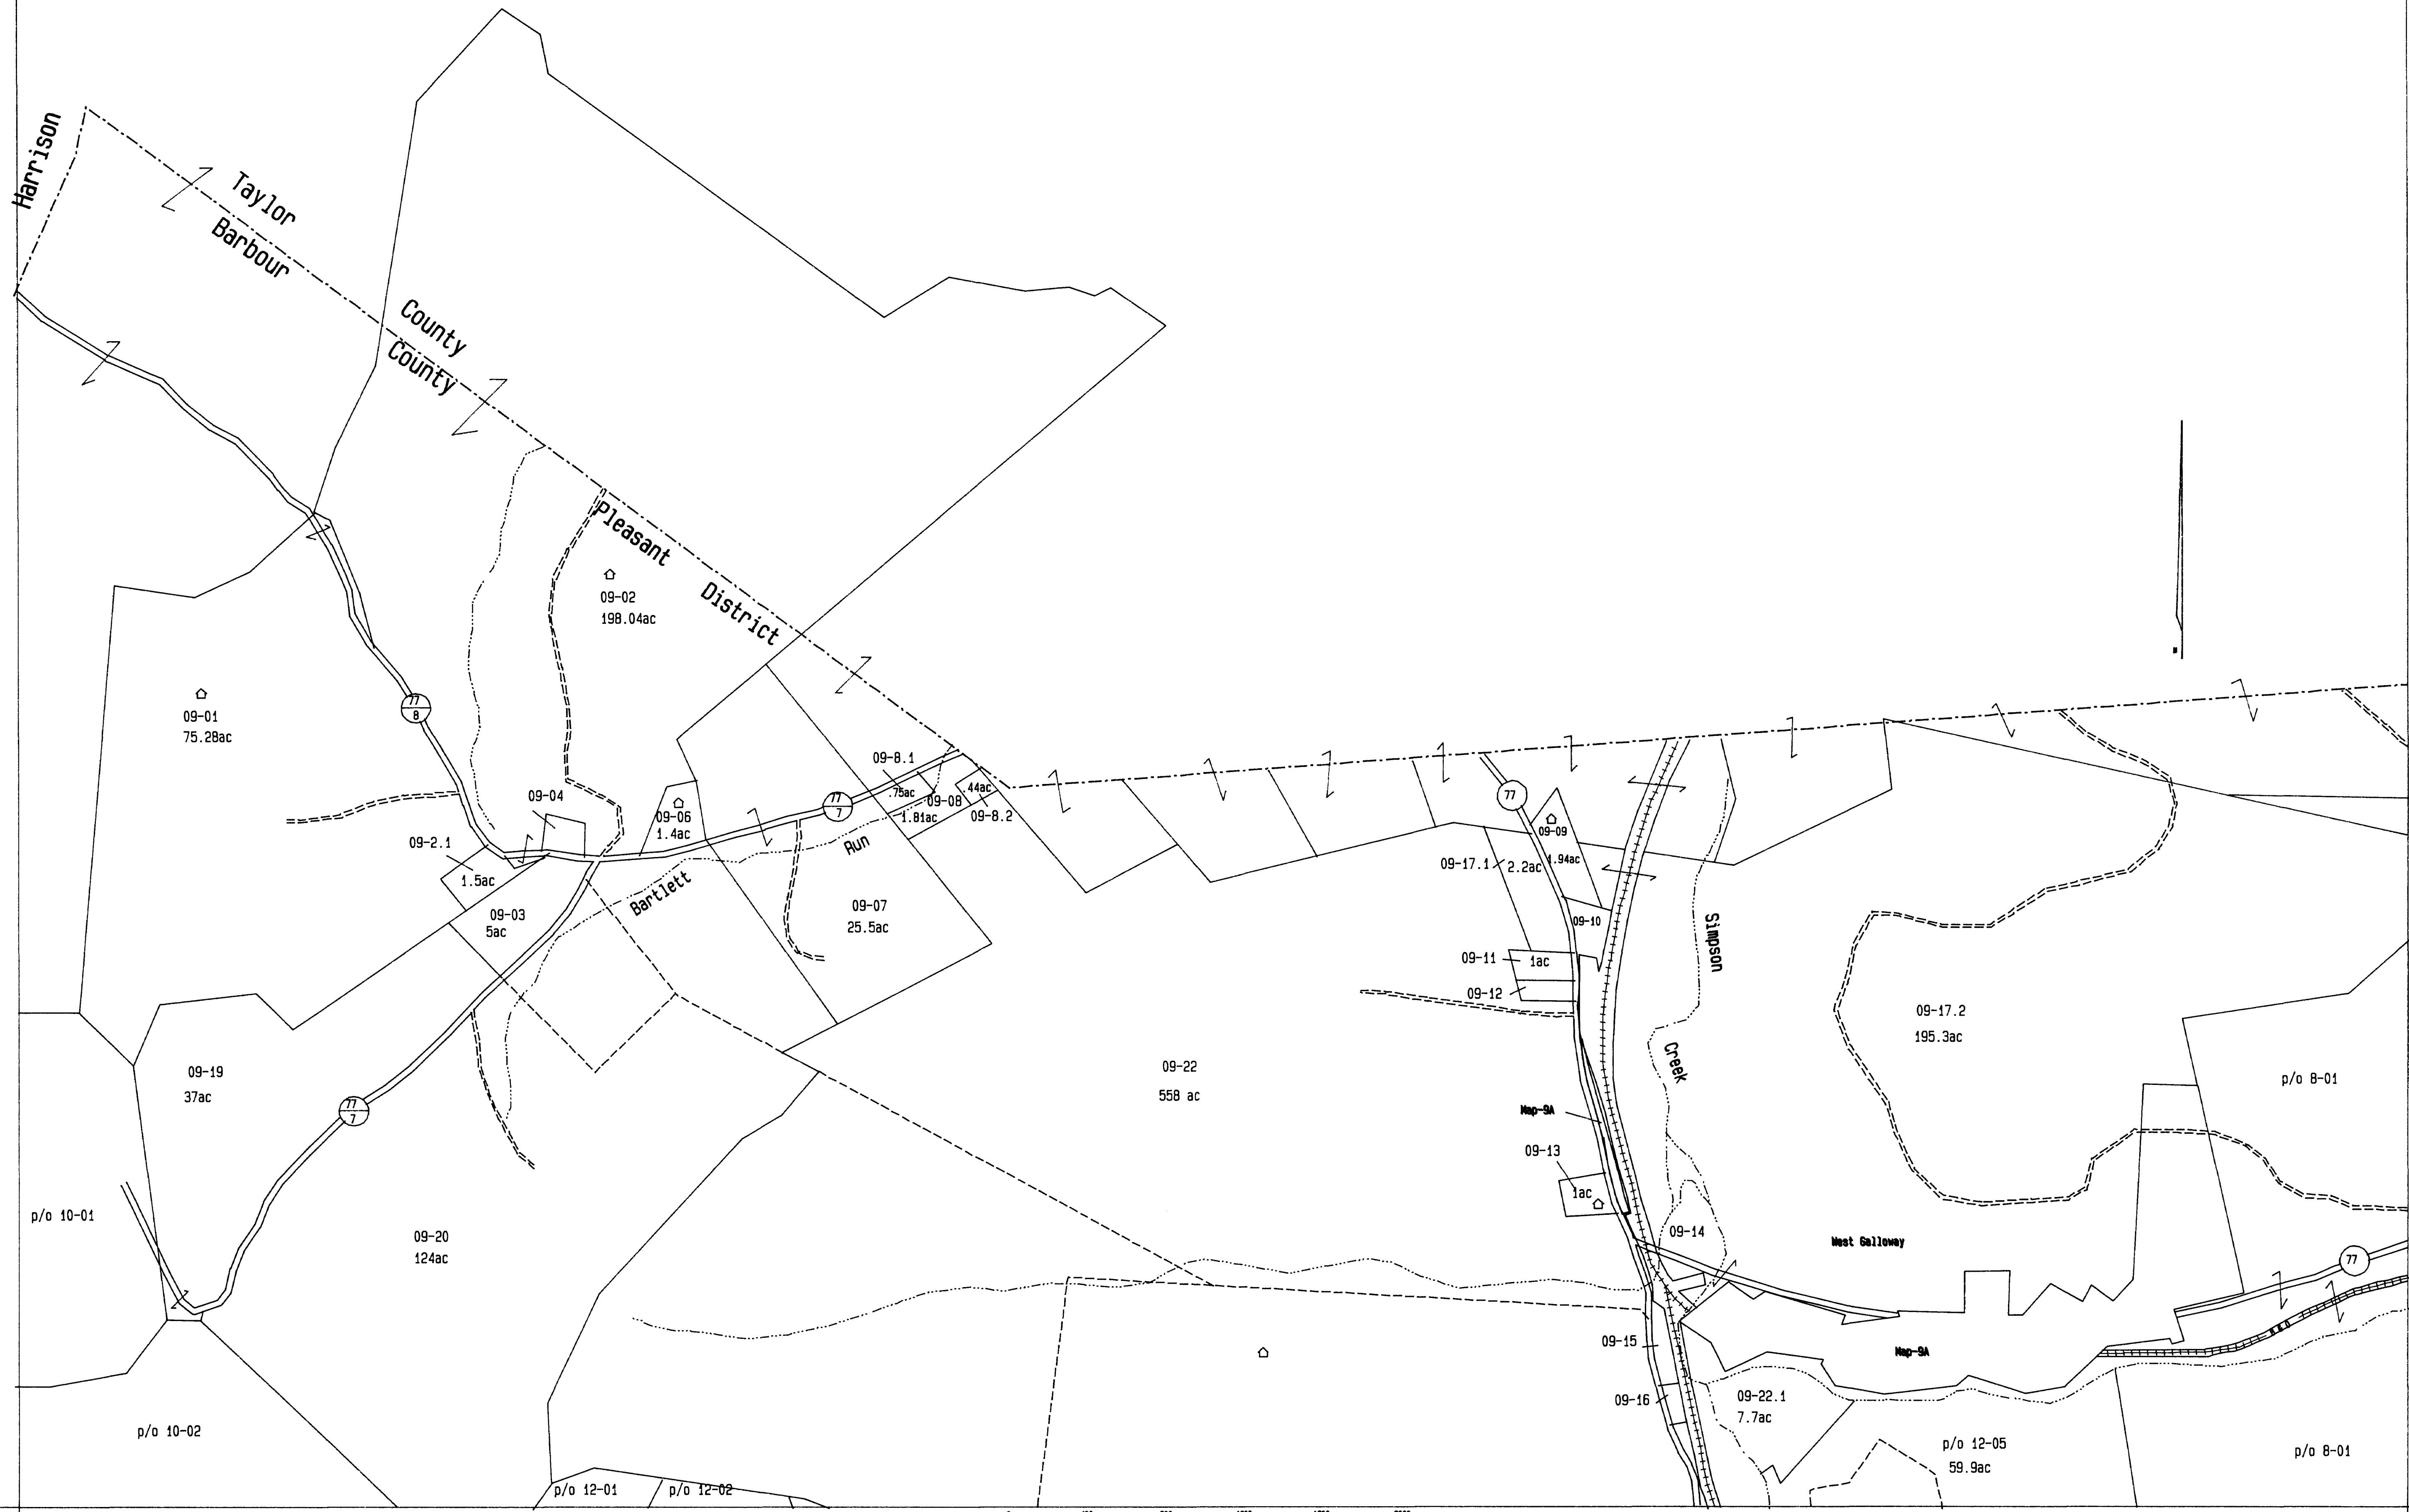 Harrison
Taylor
Barbour
County
County
Pleasant
District
09-02
198.04ac
09-01
75.28ac
77
8
09-04
09-2.1
1.5ac
09-03
5ac
09-06
1.4ac
77
7
09-8.1
.75ac
09-08
1.81ac
.44ac
09-8.2
Bartlett
Run
09-07
25.5ac
77
09-09
1.94ac
09-17.1
2.2ac
09-10
09-11
1ac
09-12
Simpson
Creek
09-17.2
195.3ac
p/o 8-01
09-19
37ac
77
7
09-22
558 ac
Map-9A
09-13
1ac
09-14
West Galloway
77
p/o 10-01
09-20
124ac
09-15
Map-9A
09-16
09-22.1
7.7ac
p/o 10-02
p/o 12-05
59.9ac
p/o 8-01
p/o 12-01
p/o 12-02